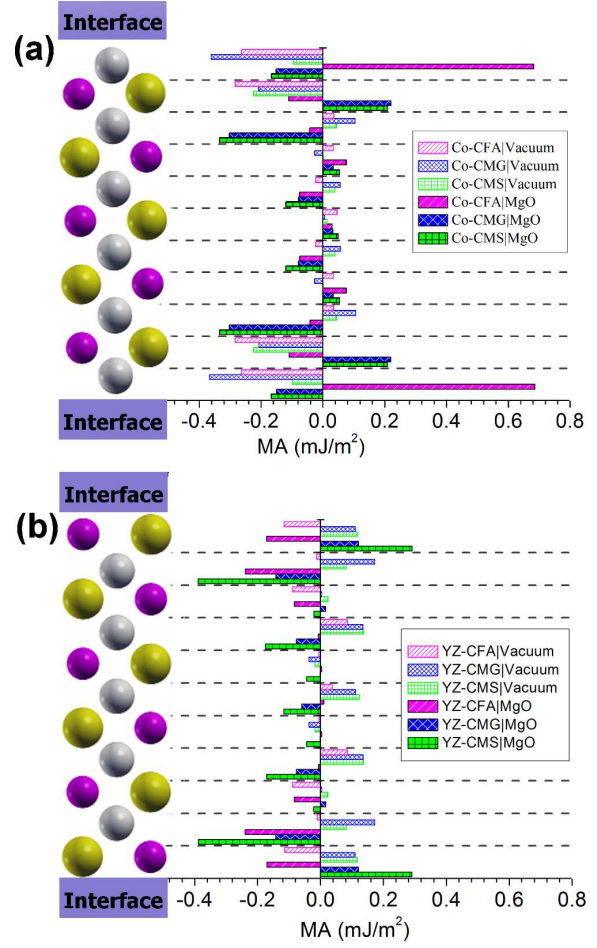 (a)
Interface
Co-CFA|Vacuum
Co-CMG|Vacuum
Co-CMS|Vacuum
Co-CFA|MgO
Co-CMG|MgO
Co-CMS|MgO
Interface
-0.4 -0.2 0.0 0.2 0.4 0.6 0.8
MA (mJ/m²)
(b)
Interface
YZ-CFA|Vacuum
YZ-CMG|Vacuum
YZ-CMS|Vacuum
YZ-CFA|MgO
YZ-CMG|MgO
YZ-CMS|MgO
Interface
-0.4 -0.2 0.0 0.2 0.4 0.6 0.8
MA (mJ/m²)